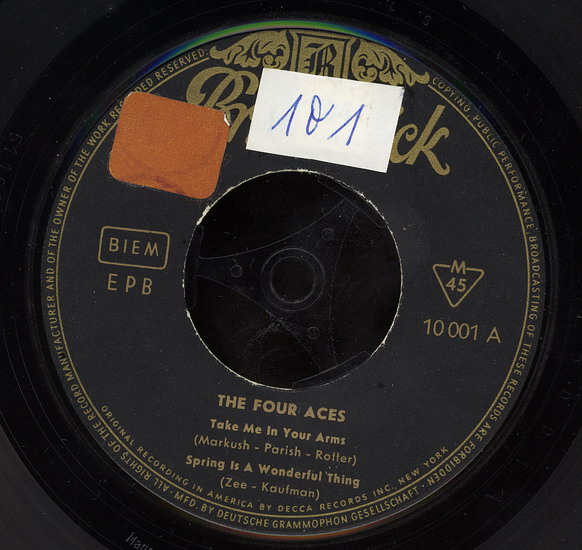 B
101
BIEM
EPB
M
45
10 001 A
THE FOUR ACES
Take Me In Your Arms
(Markush - Parish - Rotter)
Spring Is A Wonderful Thing
(Zee - Kaufman)
ORIGINAL RECORDING IN AMERICA BY DECCA RECORDS INC., NEW YORK
MFD. BY DEUTSCHE GRAMMOPHON GESELLSCHAFT · ALL RIGHTS OF THE RECORD MANUFACTURER AND OF THE OWNER OF THE WORK RECORDED RESERVED:
COPYING, PUBLIC PERFORMANCE, BROADCASTING OF THESE RECORDS ARE FORBIDDEN